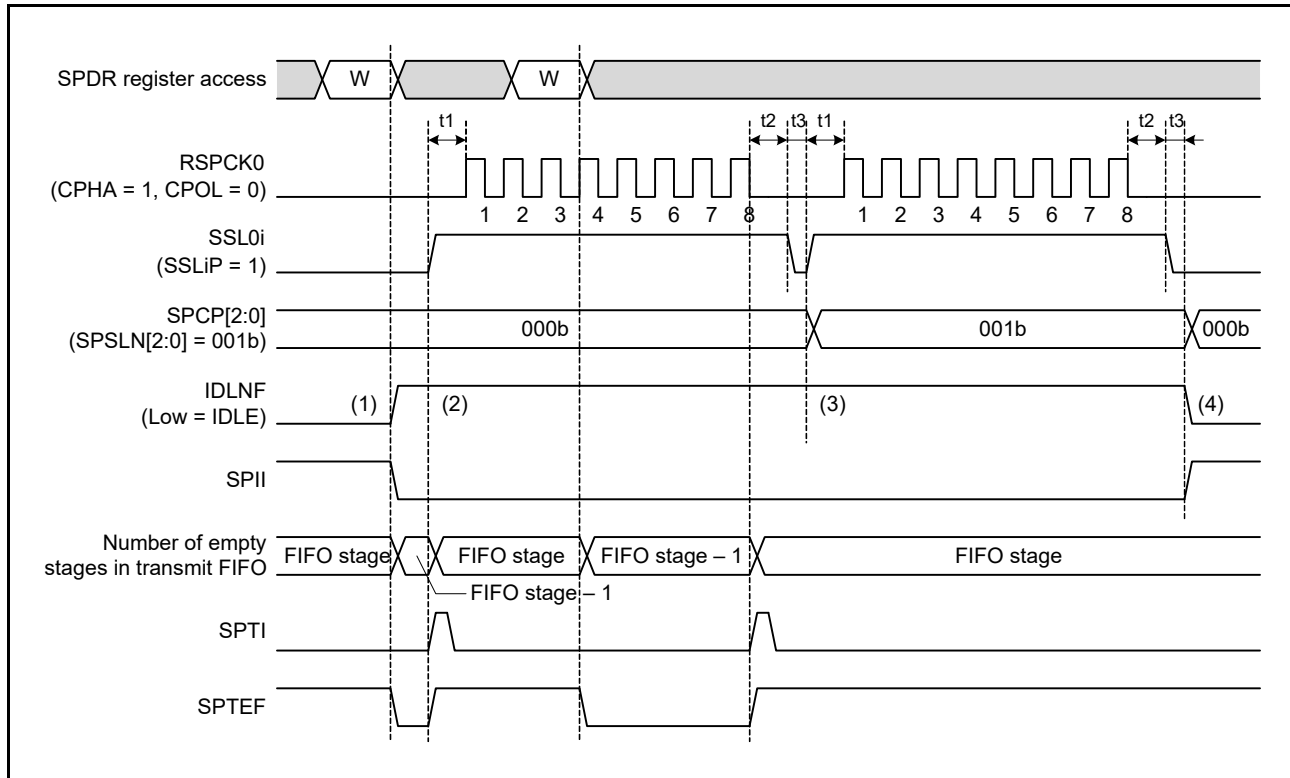 SPDR register access
W
W
t1
t2
t3
t1
t2
t3
RSPCK0
(CPHA = 1, CPOL = 0)
1 2 3 4 5 6 7 8
1 2 3 4 5 6 7 8
SSL0i
(SSLiP = 1)
SPCP[2:0]
(SPSLN[2:0] = 001b)
000b
001b
000b
IDLNF
(Low = IDLE)
(1)
(2)
(3)
(4)
SPII
Number of empty
stages in transmit FIFO
FIFO stage
FIFO stage
FIFO stage – 1
FIFO stage
FIFO stage – 1
SPTI
SPTEF